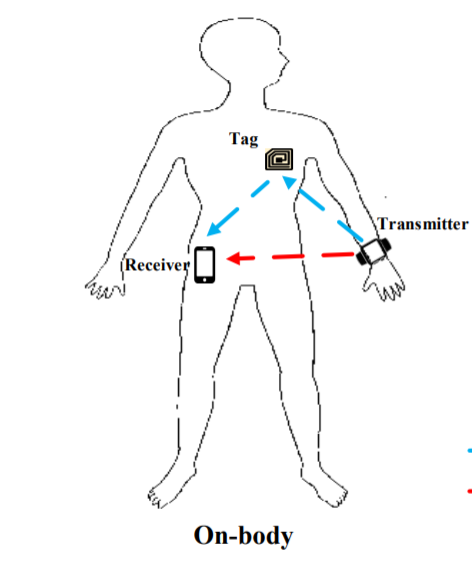 Tag
Transmitter
Receiver
On-body